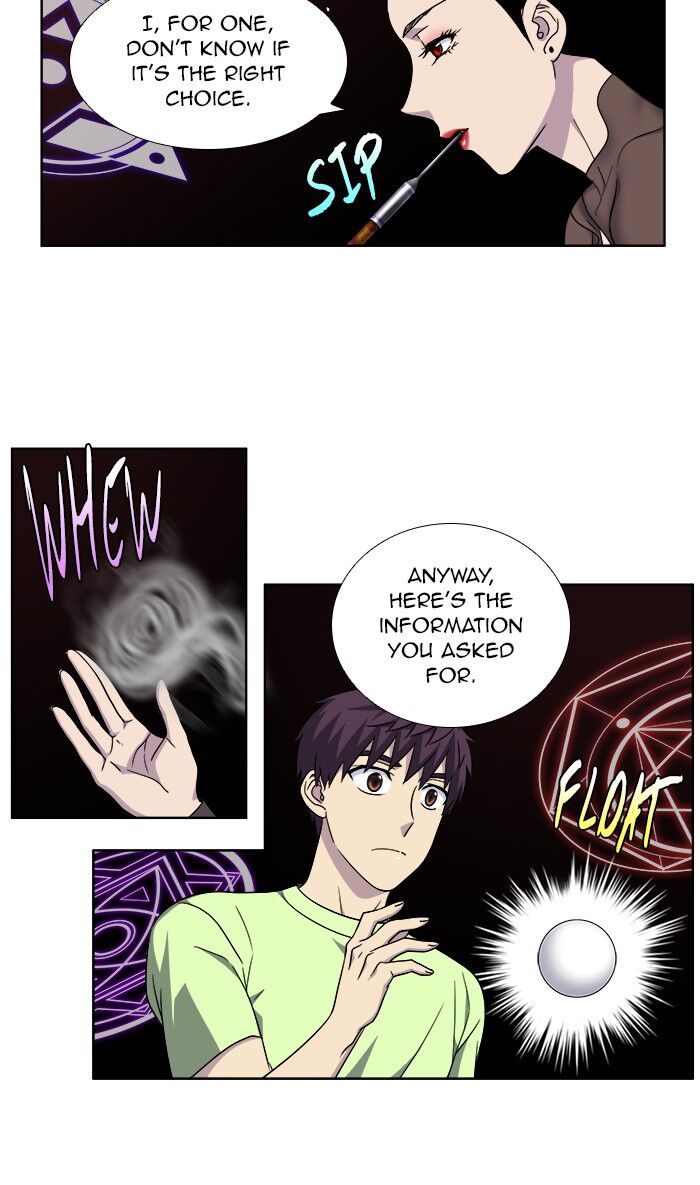 I, FOR ONE,
DON'T KNOW IF
IT'S THE RIGHT
CHOICE.
SIP
WHEW
ANYWAY,
HERE'S THE
INFORMATION
YOU ASKED
FOR.
FLOAT